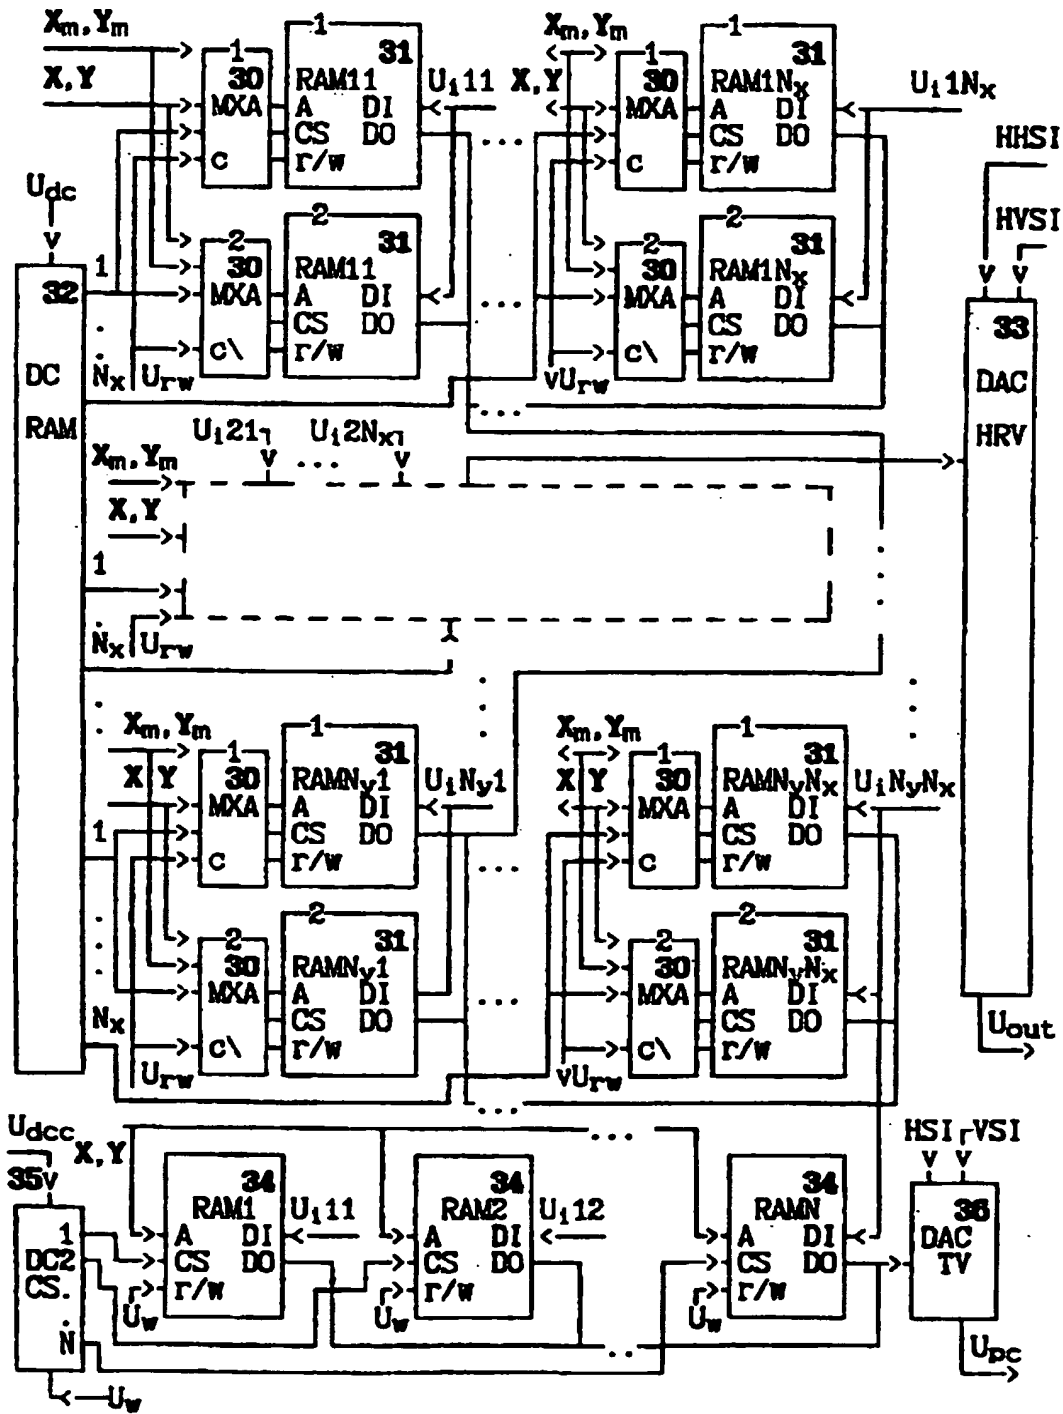 Xm,Ym
X,Y
1
30
MXA
C
1
31
RAM11
A DI
CS DO
r/w
Ui11
...
Xm,Ym
X,Y
1
30
MXA
C
1
31
RAM1Nx
A DI
CS DO
r/w
Ui1Nx
HHSI
HVSI
Udc
v
1
Nx
Urw
2
30
MXA
C\
2
31
RAM11
A DI
CS DO
r/w
...
vUrw
2
30
MXA
C\
2
31
RAM1Nx
A DI
CS DO
r/w
...
v v
32
DC
RAM
33
DAC
HRV
Ui21
v
...
Ui2Nx
v
Xm,Ym
X,Y
1
Nx
Urw
Xm,Ym
X Y
1
1
30
MXA
C
1
31
RAMNy1
A DI
CS DO
r/w
UiNy1
...
Xm,Ym
X Y
1
30
MXA
C
1
31
RAMNyNx
A DI
CS DO
r/w
UiNyNx
Nx
Urw
2
30
MXA
C\
2
31
RAMNy1
A DI
CS DO
r/w
...
vUrw
2
30
MXA
C\
2
31
RAMNyNx
A DI
CS DO
r/w
...
Uout
Udcc
35
v
X,Y
...
HSI
VSI
v v
1
DC2
CS.
N
Uw
34
RAM1
A DI
CS DO
r/w
Uw
Ui11
34
RAM2
A DI
CS DO
r/w
Uw
Ui12
34
RAMN
A DI
CS DO
r/w
Uw
..
36
DAC
TV
Upc